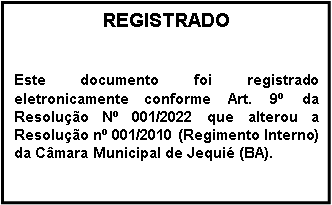 REGISTRADO
Este documento foi registrado
eletronicamente conforme Art. 9º da
Resolução Nº 001/2022 que alterou a
Resolução nº 001/2010 (Regimento Interno)
da Câmara Municipal de Jequié (BA).